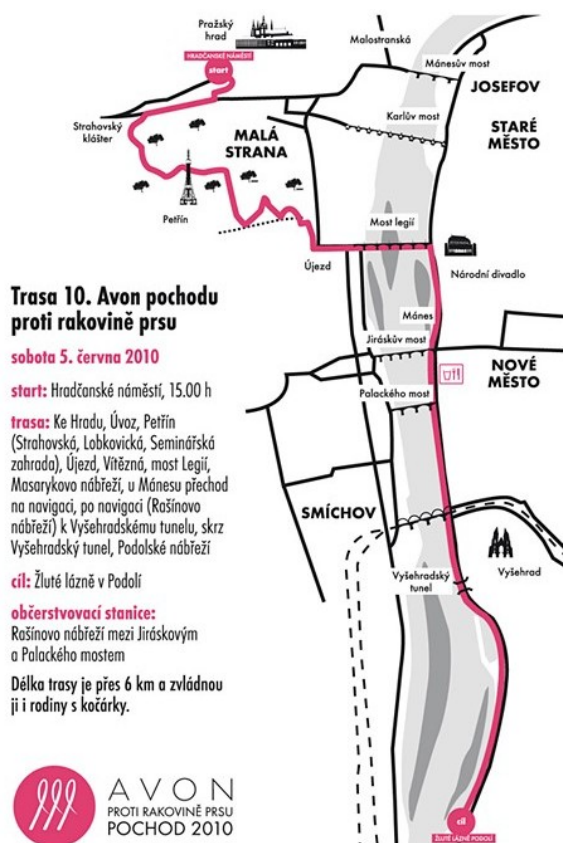 Pražský
hrad
HRADČANSKÉ NÁMĚSTÍ
start
Malostranská
Mánesův most
JOSEFOV
Karlův most
STARÉ
MĚSTO
Strahovský
klášter
MALÁ
STRANA
Petřín
Most legií
Újezd
Národní divadlo
Mánes
Jiráskův most
NOVÉ
MĚSTO
Palackého most
SMÍCHOV
Vyšehrad
Vyšehradský
tunel
cíl
ŽLUTÉ LÁZNĚ PODOLÍ
Trasa 10. Avon pochodu
proti rakovině prsu
sobota 5. června 2010
start: Hradčanské náměstí, 15.00 h
trasa: Ke Hradu, Úvoz, Petřín
(Strahovská, Lobkovická, Seminářská
zahrada), Újezd, Vítězná, most Legií,
Masarykovo nábřeží, u Mánesu přechod
na navigaci, po navigaci (Rašínovo
nábřeží) k Vyšehradskému tunelu, skrz
Vyšehradský tunel, Podolské nábřeží
cíl: Žluté lázně v Podolí
občerstvovací stanice:
Rašínovo nábřeží mezi Jiráskovým
a Palackého mostem
Délka trasy je přes 6 km a zvládnou
ji i rodiny s kočárky.
AVON
PROTI RAKOVINĚ PRSU
POCHOD 2010